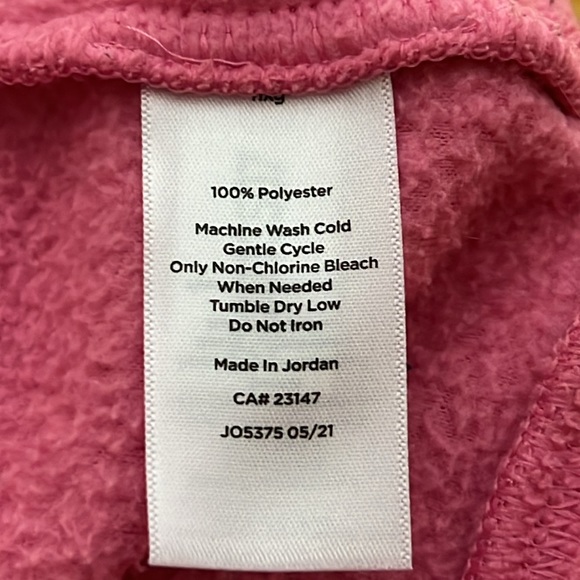 100% Polyester
Machine Wash Cold
Gentle Cycle
Only Non-Chlorine Bleach
When Needed
Tumble Dry Low
Do Not Iron
Made In Jordan
CA# 23147
JO5375 05/21